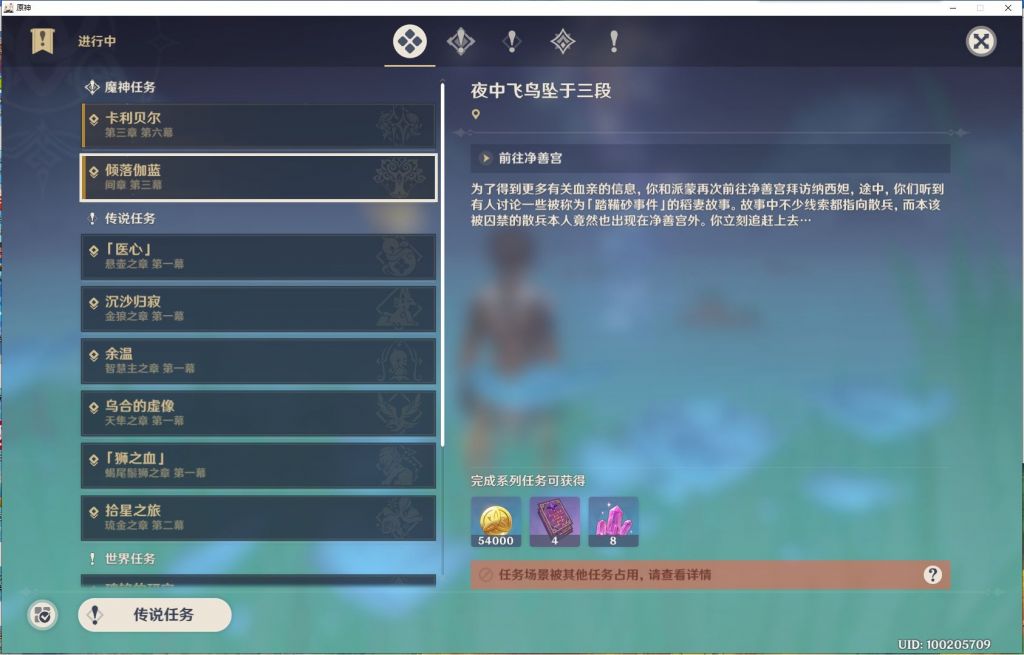 原神
进行中
魔神任务
卡利贝尔
第三章 第六幕
倾落伽蓝
间章 第三幕
传说任务
「医心」
悬壶之章 第一幕
沉沙归寂
金狼之章 第一幕
余温
智慧主之章 第一幕
乌合的虚像
天隼之章 第一幕
「狮之血」
蝎尾鬃狮之章 第一幕
拾星之旅
琉金之章 第二幕
世界任务
传说任务
夜中飞鸟坠于三段
前往净善宫
为了得到更多有关血亲的信息，你和派蒙再次前往净善宫拜访纳西妲，途中，你们听到
有人讨论一些被称为「踏鞴砂事件」的稻妻故事。故事中不少线索都指向散兵，而本该
被囚禁的散兵本人竟然也出现在净善宫外。你立刻追赶上去…
完成系列任务可获得
54000
4
8
任务场景被其他任务占用，请查看详情
?
UID: 100205709